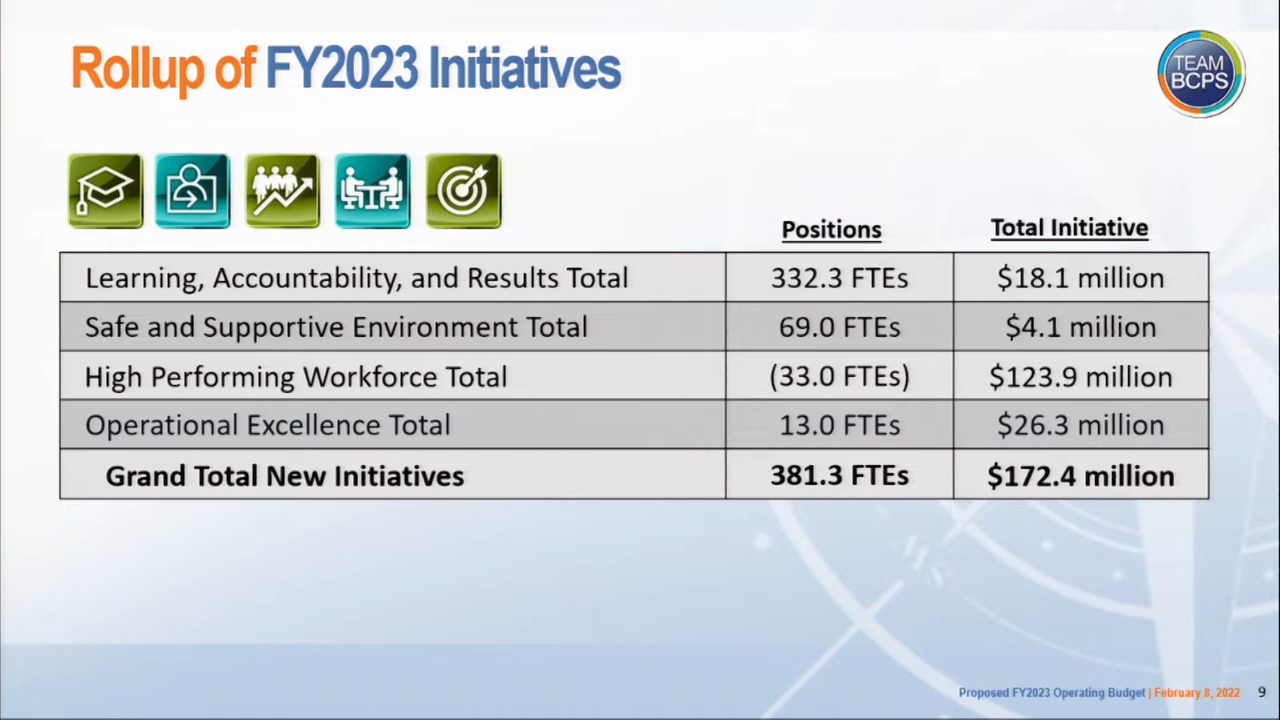 Rollup of FY2023 Initiatives
TEAM
BCPS
Positions Total Initiative
Learning, Accountability, and Results Total 332.3 FTEs $18.1 million
Safe and Supportive Environment Total 69.0 FTEs $4.1 million
High Performing Workforce Total (33.0 FTEs) $123.9 million
Operational Excellence Total 13.0 FTEs $26.3 million
Grand Total New Initiatives 381.3 FTEs $172.4 million
SW
Proposed FY2023 Operating Budget | February 8, 2022 9